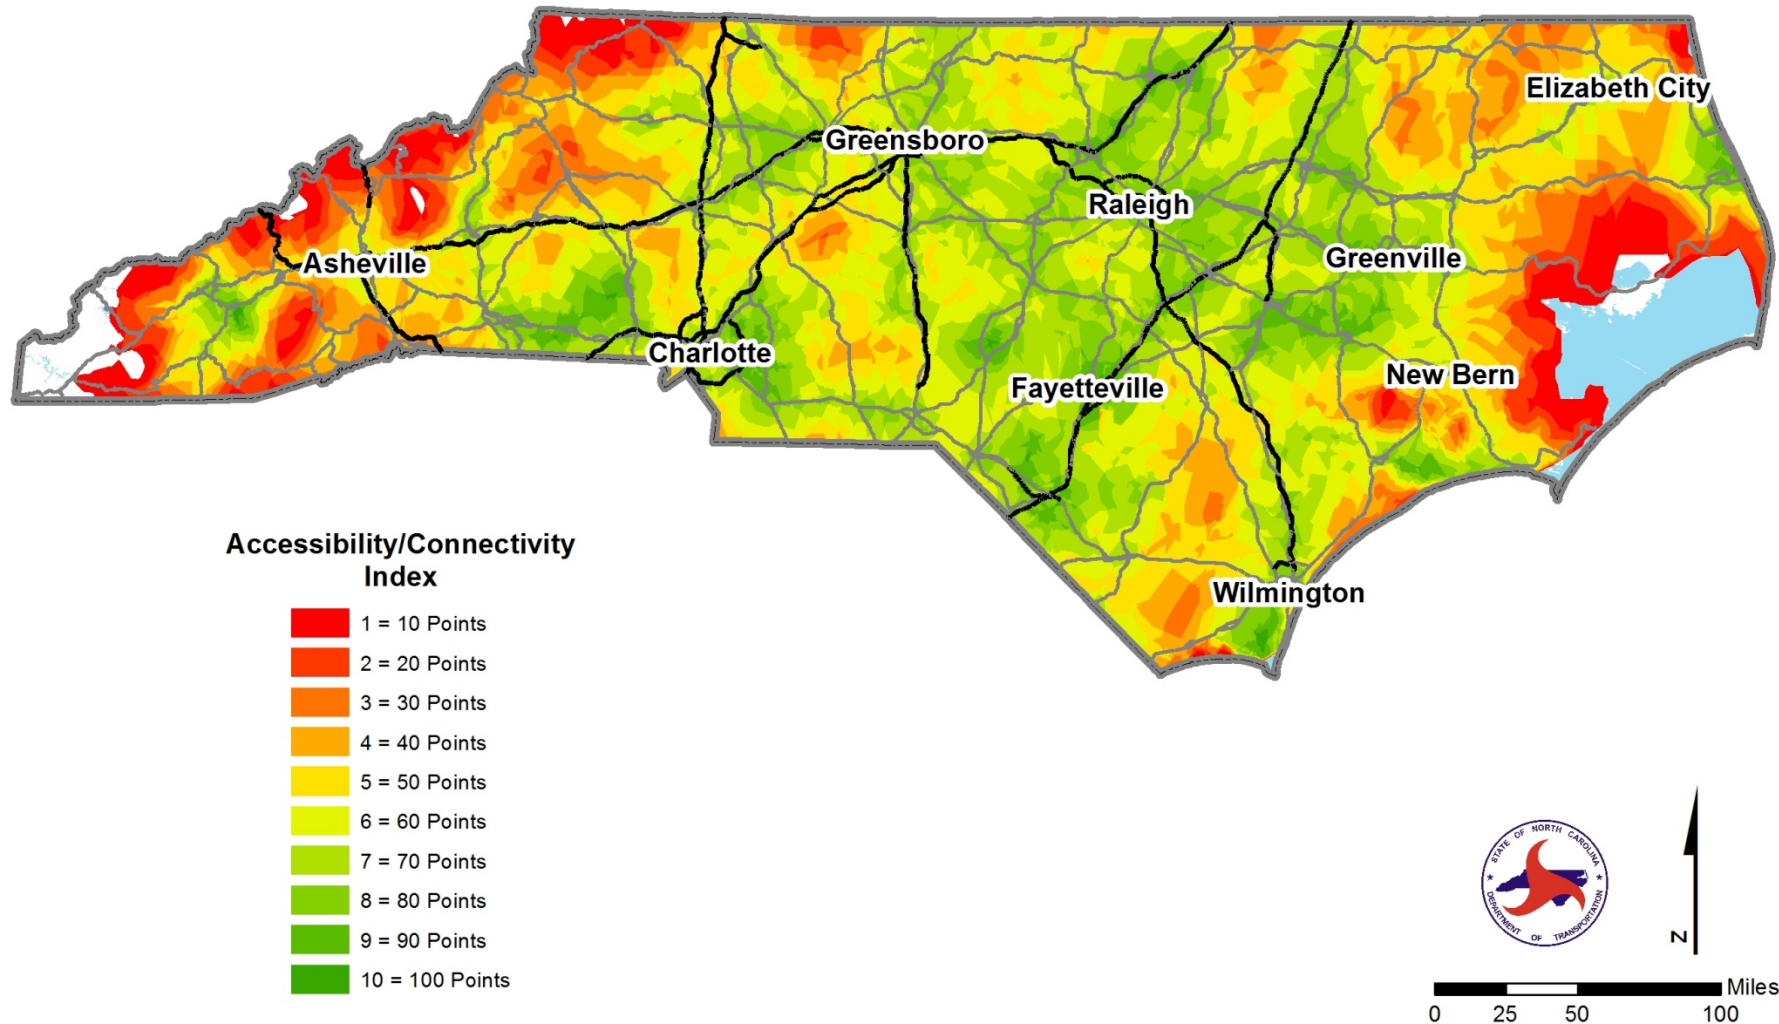 Elizabeth City
Greensboro
Raleigh
Asheville
Greenville
Charlotte
Fayetteville
New Bern
Wilmington
Accessibility/Connectivity
Index
1 = 10 Points
2 = 20 Points
3 = 30 Points
4 = 40 Points
5 = 50 Points
6 = 60 Points
7 = 70 Points
8 = 80 Points
9 = 90 Points
10 = 100 Points
STATE OF NORTH CAROLINA
DEPARTMENT OF TRANSPORTATION
N
Miles
0 25 50 100